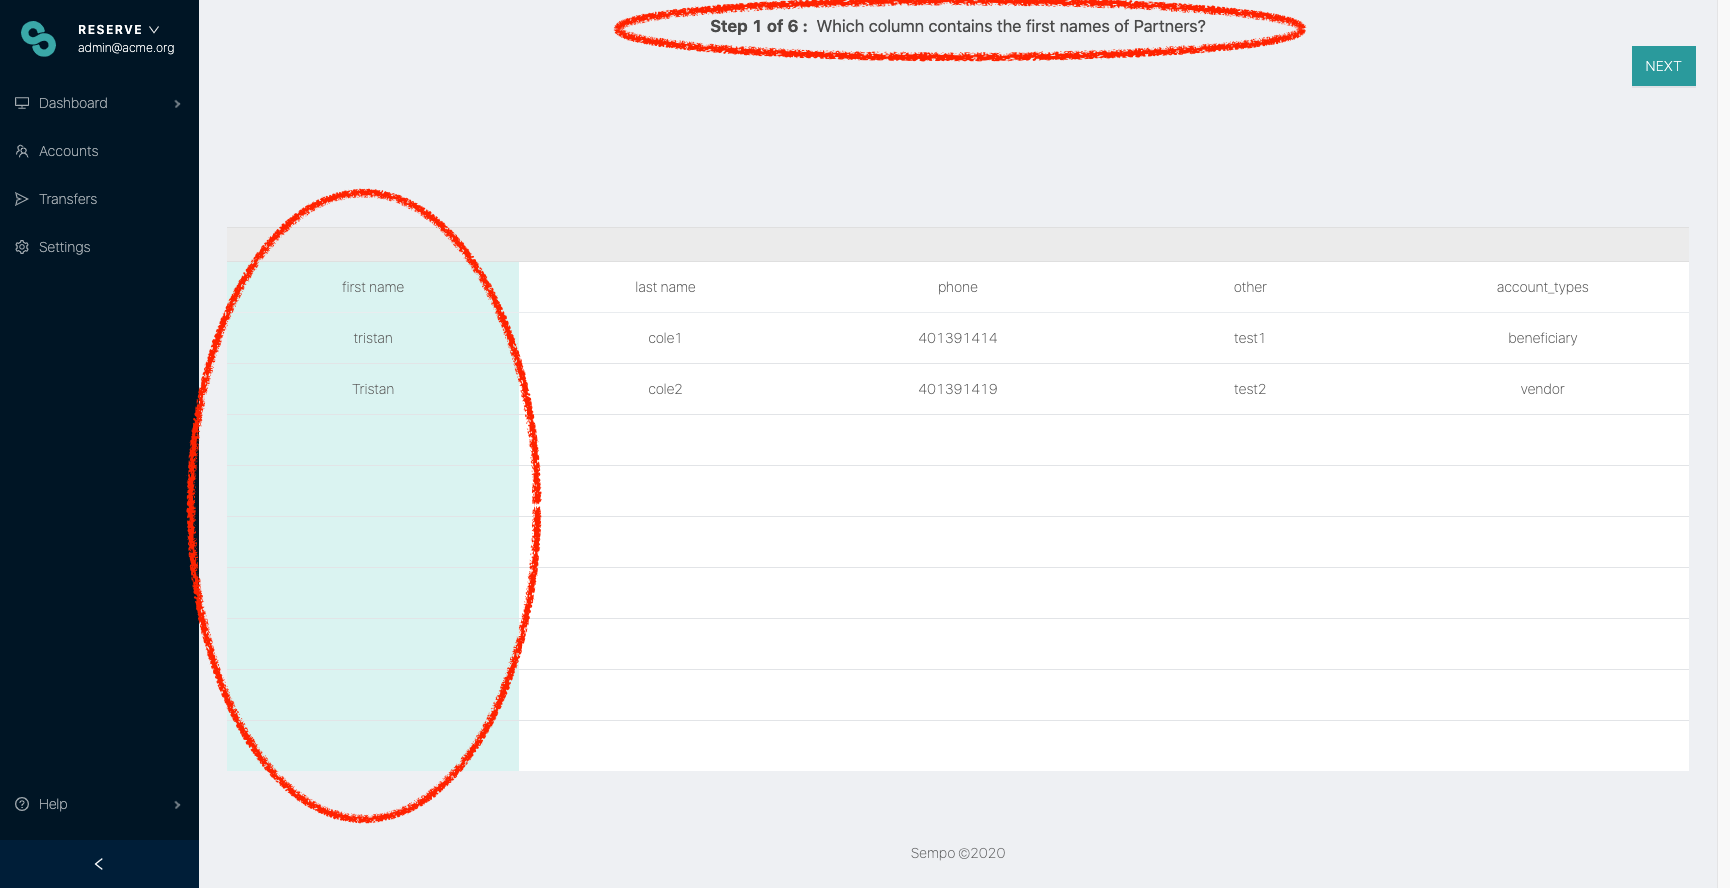 RESERVE
admin@acme.org
Dashboard
Accounts
Transfers
Settings
Help
Step 1 of 6 : Which column contains the first names of Partners?
NEXT
first name last name phone other account_types
tristan cole1 401391414 test1 beneficiary
Tristan cole2 401391419 test2 vendor
Sempo ©2020